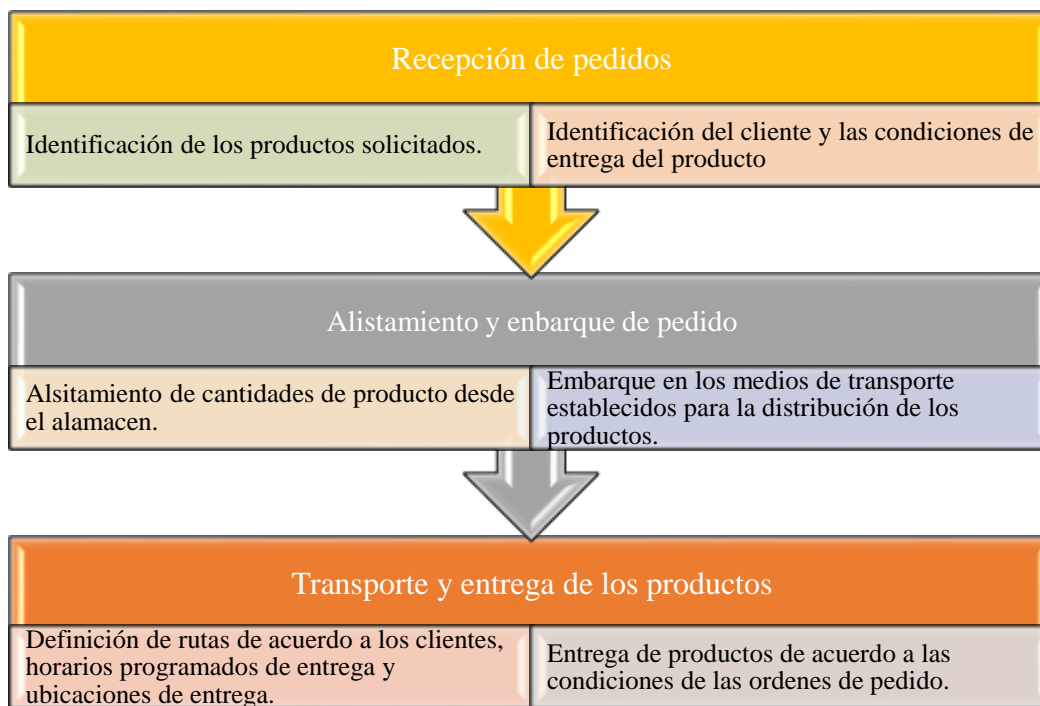 Recepción de pedidos
Identificación de los productos solicitados.
Identificación del cliente y las condiciones de
entrega del producto
Alistamiento y enbarque de pedido
Alsitamiento de cantidades de producto desde
el alamacen.
Embarque en los medios de transporte
establecidos para la distribución de los
productos.
Transporte y entrega de los productos
Definición de rutas de acuerdo a los clientes,
horarios programados de entrega y
ubicaciones de entrega.
Entrega de productos de acuerdo a las
condiciones de las ordenes de pedido.